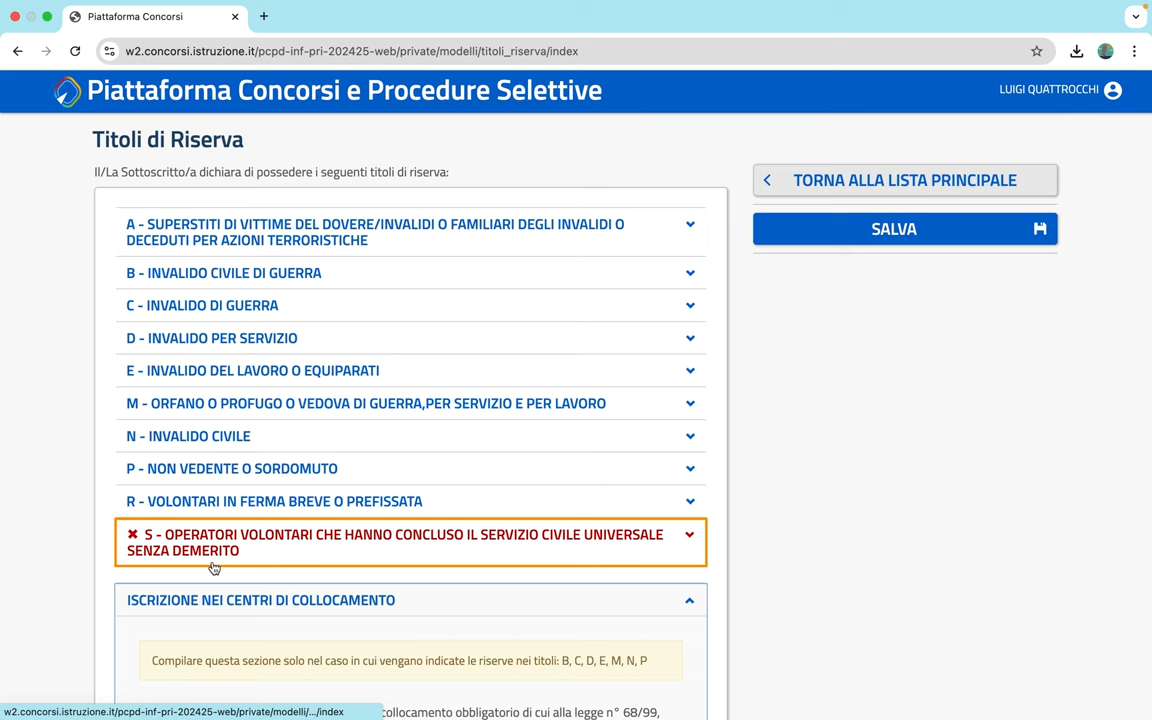 Piattaforma Concorsi
w2.concorsi.istruzione.it/pcpd-inf-pri-202425-web/private/modelli/titoli_riserva/index
Piattaforma Concorsi e Procedure Selettive
LUIGI QUATTROCCHI
Titoli di Riserva
Il/La Sottoscritto/a dichiara di possedere i seguenti titoli di riserva:
TORNA ALLA LISTA PRINCIPALE
SALVA
A - SUPERSTITI DI VITTIME DEL DOVERE/INVALIDI O FAMILIARI DEGLI INVALIDI O
DECEDUTI PER AZIONI TERRORISTICHE
B - INVALIDO CIVILE DI GUERRA
C - INVALIDO DI GUERRA
D - INVALIDO PER SERVIZIO
E - INVALIDO DEL LAVORO O EQUIPARATI
M - ORFANO O PROFUGO O VEDOVA DI GUERRA,PER SERVIZIO E PER LAVORO
N - INVALIDO CIVILE
P - NON VEDENTE O SORDOMUTO
R - VOLONTARI IN FERMA BREVE O PREFISSATA
S - OPERATORI VOLONTARI CHE HANNO CONCLUSO IL SERVIZIO CIVILE UNIVERSALE
SENZA DEMERITO
ISCRIZIONE NEI CENTRI DI COLLOCAMENTO
Compilare questa sezione solo nel caso in cui vengano indicate le riserve nei titoli: B, C, D, E, M, N, P
collocamento obbligatorio di cui alla legge n° 68/99,
w2.concorsi.istruzione.it/pcpd-inf-pri-202425-web/private/modelli/.../index